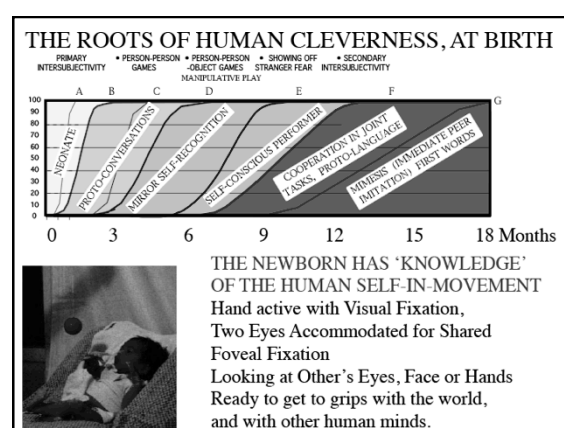 THE ROOTS OF HUMAN CLEVERNESS, AT BIRTH
PRIMARY INTERSUBJECTIVITY
• PERSON-PERSON GAMES
• PERSON-PERSON -OBJECT GAMES
MANIPULATIVE PLAY
• SHOWING OFF STRANGER FEAR
• SECONDARY INTERSUBJECTIVITY
A B C D E F G
100
90
80
70
60
50
40
30
20
10
0
NEONATE
PROTO-CONVERSATIONS
MIRROR SELF-RECOGNITION
SELF-CONSCIOUS PERFORMER
COOPERATION IN JOINT
TASKS, PROTO-LANGUAGE
MIMESIS (IMMEDIATE PEER
IMITATION) FIRST WORDS
0 3 6 9 12 15 18 Months
THE NEWBORN HAS ‘KNOWLEDGE’
OF THE HUMAN SELF-IN-MOVEMENT
Hand active with Visual Fixation,
Two Eyes Accommodated for Shared
Foveal Fixation
Looking at Other’s Eyes, Face or Hands
Ready to get to grips with the world,
and with other human minds.